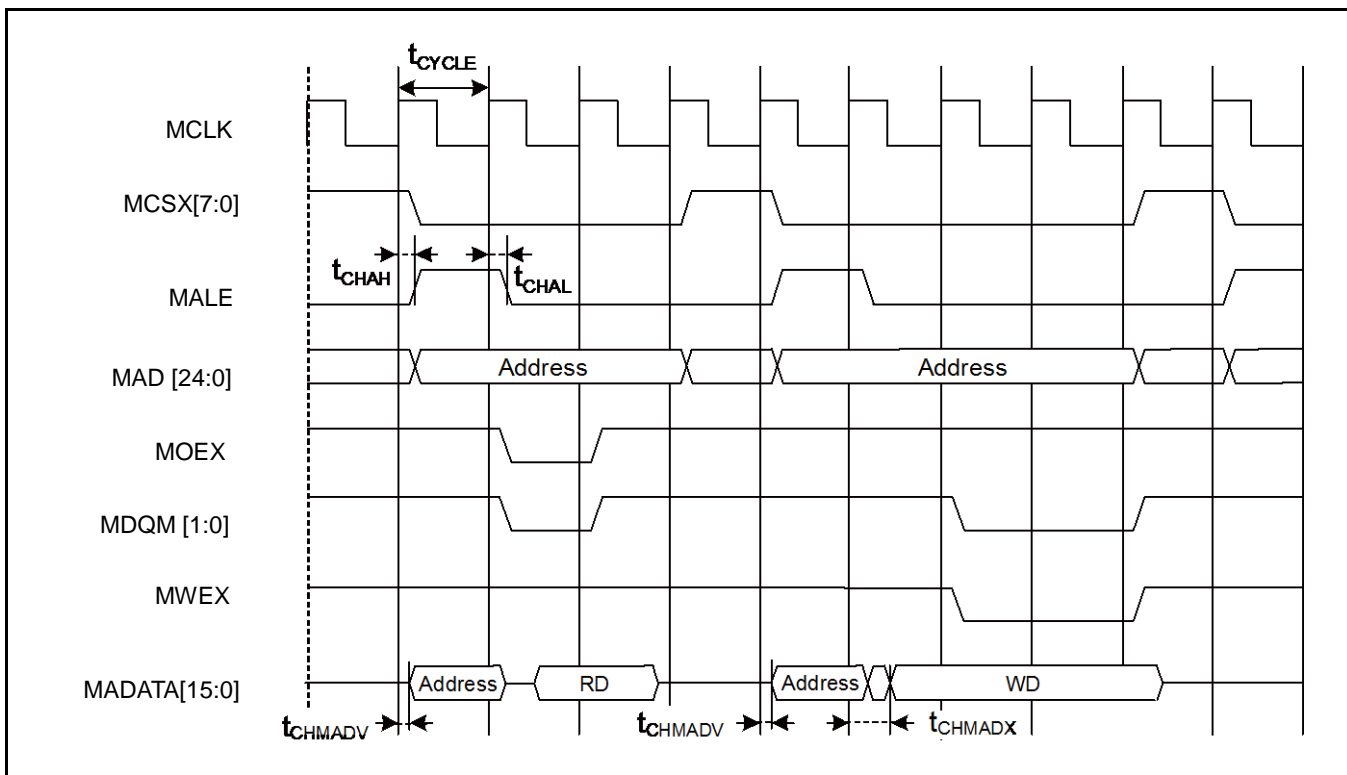 tCYCLE
MCLK
MCSX[7:0]
tCHAH
tCHAL
MALE
MAD [24:0]
Address
Address
MOEX
MDQM [1:0]
MWEX
MADATA[15:0]
Address
RD
Address
WD
tCHMADV
tCHMADV
tCHMADX